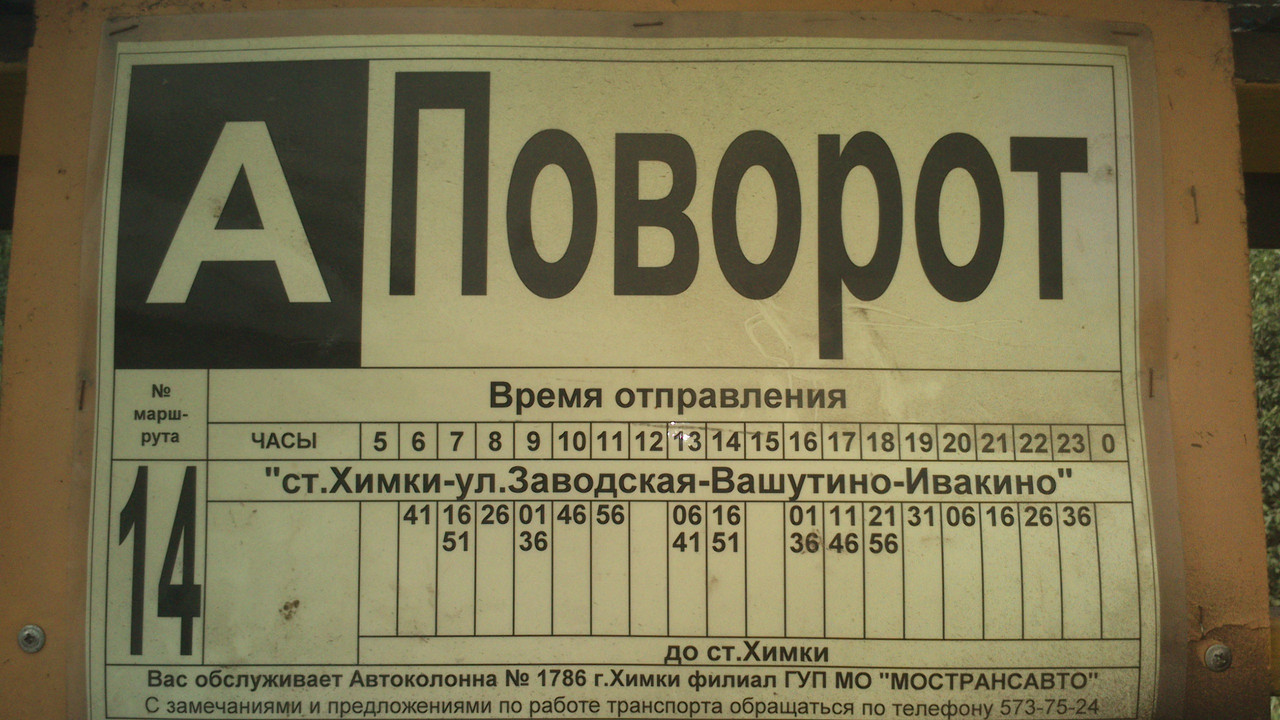 А Поворот
№ марш-рута
Время отправления
ЧАСЫ 5 6 7 8 9 10 11 12 13 14 15 16 17 18 19 20 21 22 23 0
14
"ст.Химки-ул.Заводская-Вашутино-Ивакино"
41 16 26 01 46 56 06 16 01 11 21 31 06 16 26 36
51 36 41 51 36 46 56
до ст.Химки
Вас обслуживает Автоколонна № 1786 г.Химки филиал ГУП МО "МОСТРАНСАВТО"
С замечаниями и предложениями по работе транспорта обращаться по телефону 573-75-24